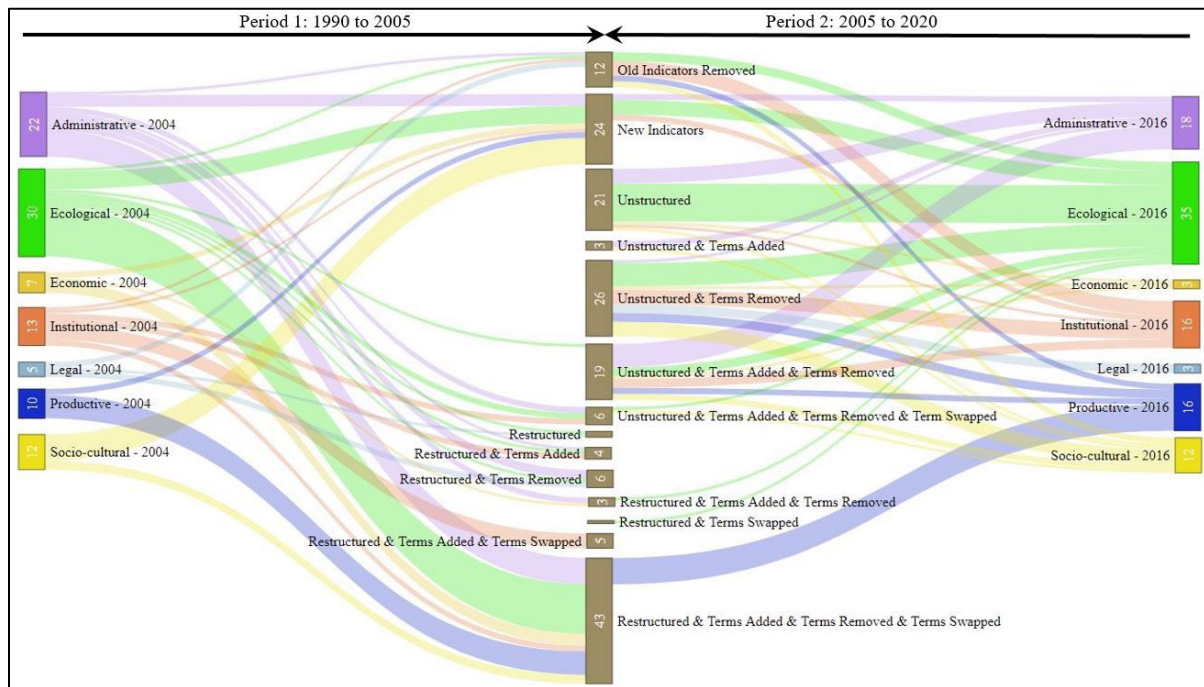 Period 1: 1990 to 2005
Period 2: 2005 to 2020
22
Administrative - 2004
30
Ecological - 2004
7
Economic - 2004
13
Institutional - 2004
5
Legal - 2004
10
Productive - 2004
12
Socio-cultural - 2004
12
Old Indicators Removed
24
New Indicators
21
Unstructured
3
Unstructured & Terms Added
26
Unstructured & Terms Removed
19
Unstructured & Terms Added & Terms Removed
6
Unstructured & Terms Added & Terms Removed & Term Swapped
Restructured
Restructured & Terms Added
4
Restructured & Terms Removed
6
3
Restructured & Terms Added & Terms Removed
Restructured & Terms Swapped
Restructured & Terms Added & Terms Swapped
5
43
Restructured & Terms Added & Terms Removed & Terms Swapped
Administrative - 2016
18
Ecological - 2016
35
Economic - 2016
3
Institutional - 2016
16
Legal - 2016
3
Productive - 2016
16
Socio-cultural - 2016
12